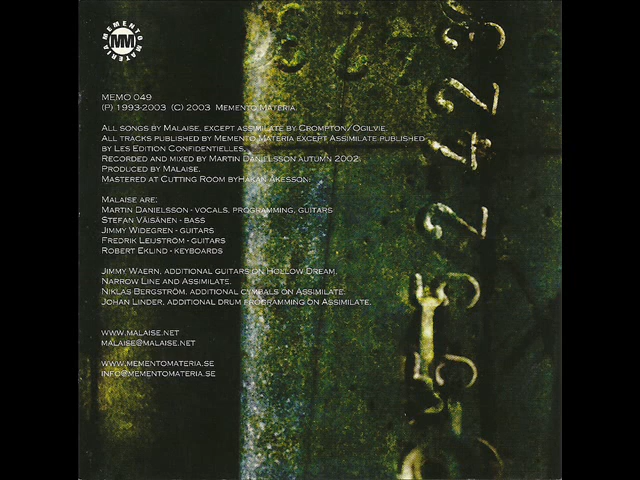 MEMENTO MATERIA
MM
MEMO 049
(P) 1993-2003 (C) 2003 MEMENTO MATERIA.
ALL SONGS BY MALAISE, EXCEPT ASSIMILATE BY CROMPTON/OGILVIE.
ALL TRACKS PUBLISHED BY MEMENTO MATERIA EXCEPT ASSIMILATE PUBLISHED
BY LES EDITION CONFIDENTIELLES.
RECORDED AND MIXED BY MARTIN DANIELSSON AUTUMN 2002.
PRODUCED BY MALAISE.
MASTERED AT CUTTING ROOM BYHÅKAN ÅKESSON.
MALAISE ARE:
MARTIN DANIELSSON - VOCALS, PROGRAMMING, GUITARS
STEFAN VÄISÄNEN - BASS
JIMMY WIDEGREN - GUITARS
FREDRIK LEIJSTRÖM - GUITARS
ROBERT EKLIND - KEYBOARDS
JIMMY WAERN, ADDITIONAL GUITARS ON HOLLOW DREAM,
NARROW LINE AND ASSIMILATE.
NIKLAS BERGSTRÖM, ADDITIONAL CYMBALS ON ASSIMILATE.
JOHAN LINDER, ADDITIONAL DRUM PROGRAMMING ON ASSIMILATE.
WWW.MALAISE.NET
MALAISE@MALAISE.NET
WWW.MEMENTOMATERIA.SE
INFO@MEMENTOMATERIA.SE